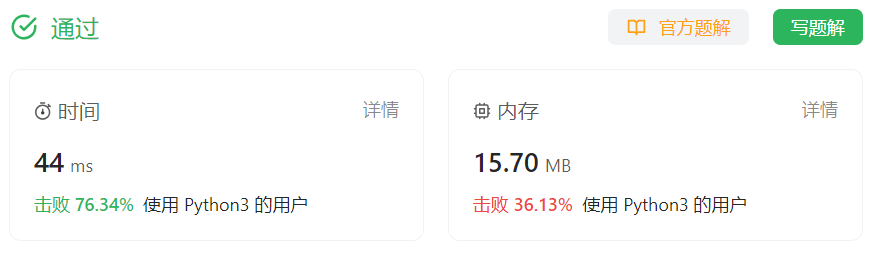 通过 官方题解 写题解
时间 详情
44 ms
击败 76.34% 使用 Python3 的用户
内存 详情
15.70 MB
击败 36.13% 使用 Python3 的用户